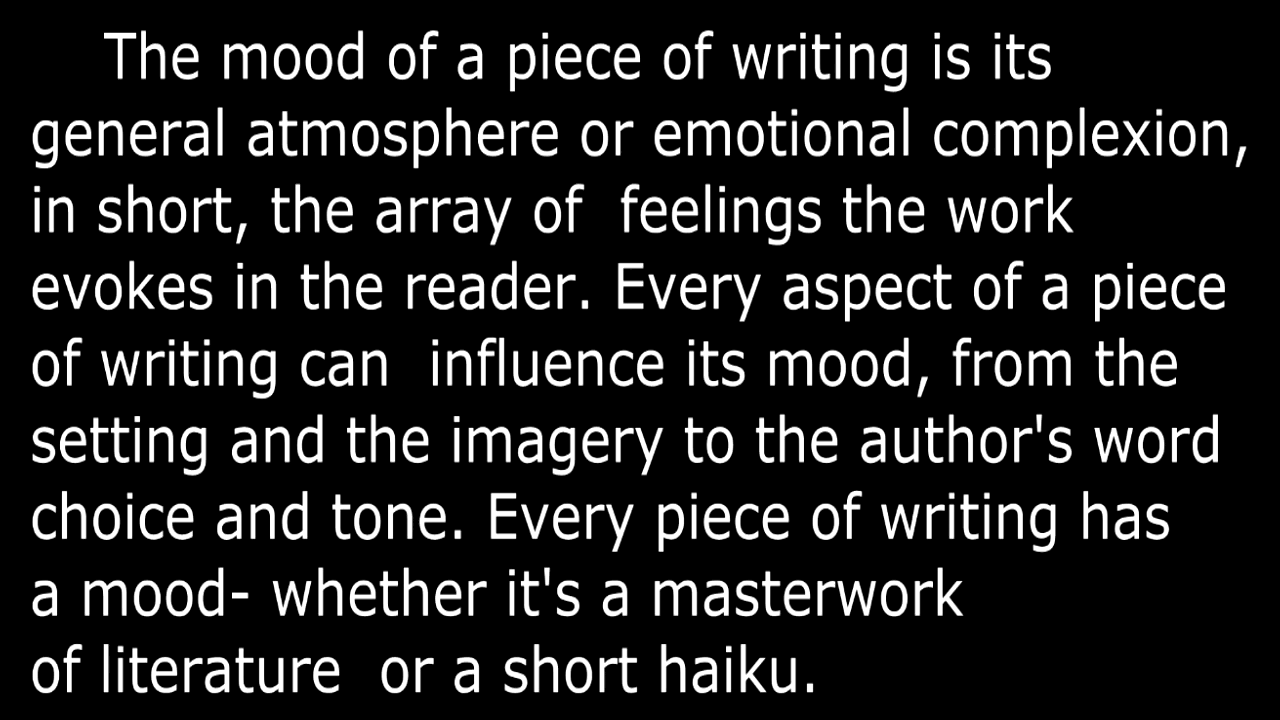 The mood of a piece of writing is its
general atmosphere or emotional complexion,
in short, the array of  feelings the work
evokes in the reader. Every aspect of a piece
of writing can  influence its mood, from the
setting and the imagery to the author's word
choice and tone. Every piece of writing has
a mood- whether it's a masterwork
of literature  or a short haiku.